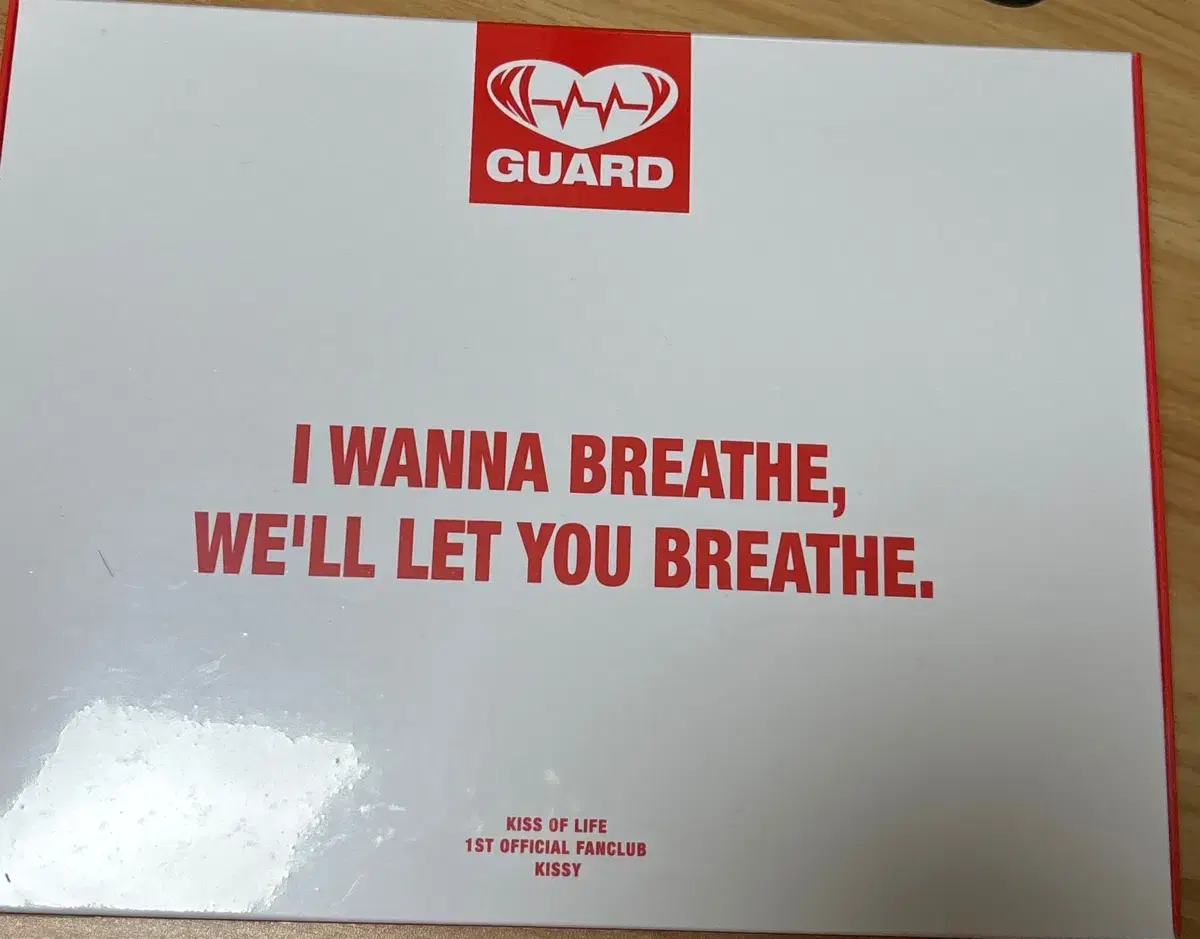 GUARD
I WANNA BREATHE,
WE'LL LET YOU BREATHE.
KISS OF LIFE
1ST OFFICIAL FANCLUB
KISSY